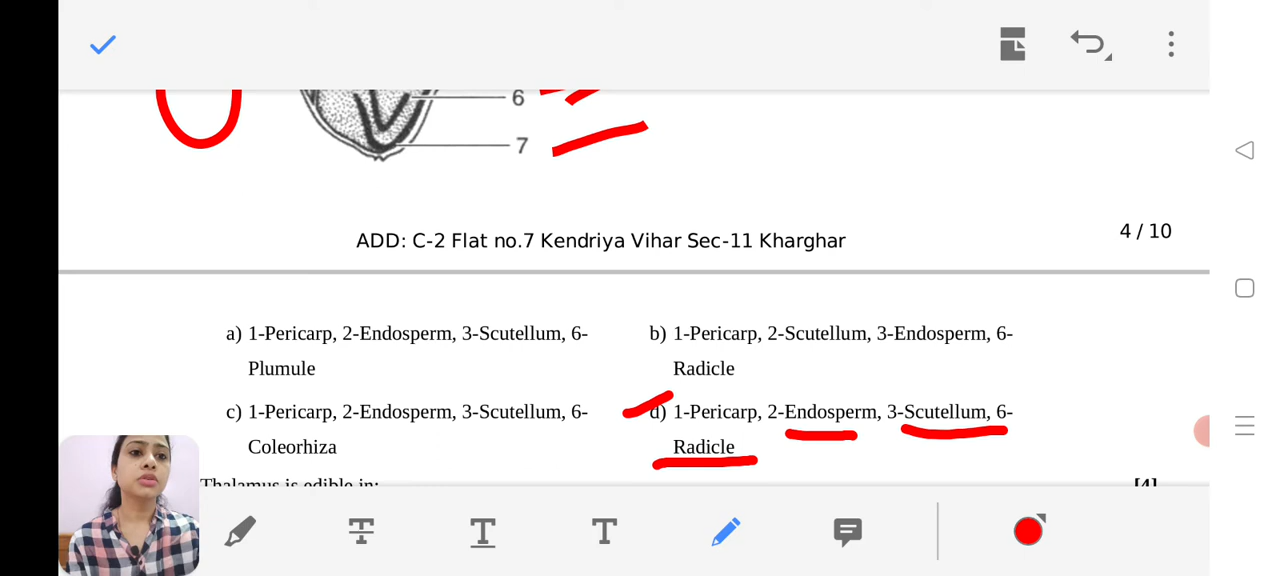 6
7
ADD: C-2 Flat no.7 Kendriya Vihar Sec-11 Kharghar
4 / 10
a) 1-Pericarp, 2-Endosperm, 3-Scutellum, 6-
Plumule
b) 1-Pericarp, 2-Scutellum, 3-Endosperm, 6-
Radicle
c) 1-Pericarp, 2-Endosperm, 3-Scutellum, 6-
Coleorhiza
d) 1-Pericarp, 2-Endosperm, 3-Scutellum, 6-
Radicle
Thalamus is edible in: [4]
T T T